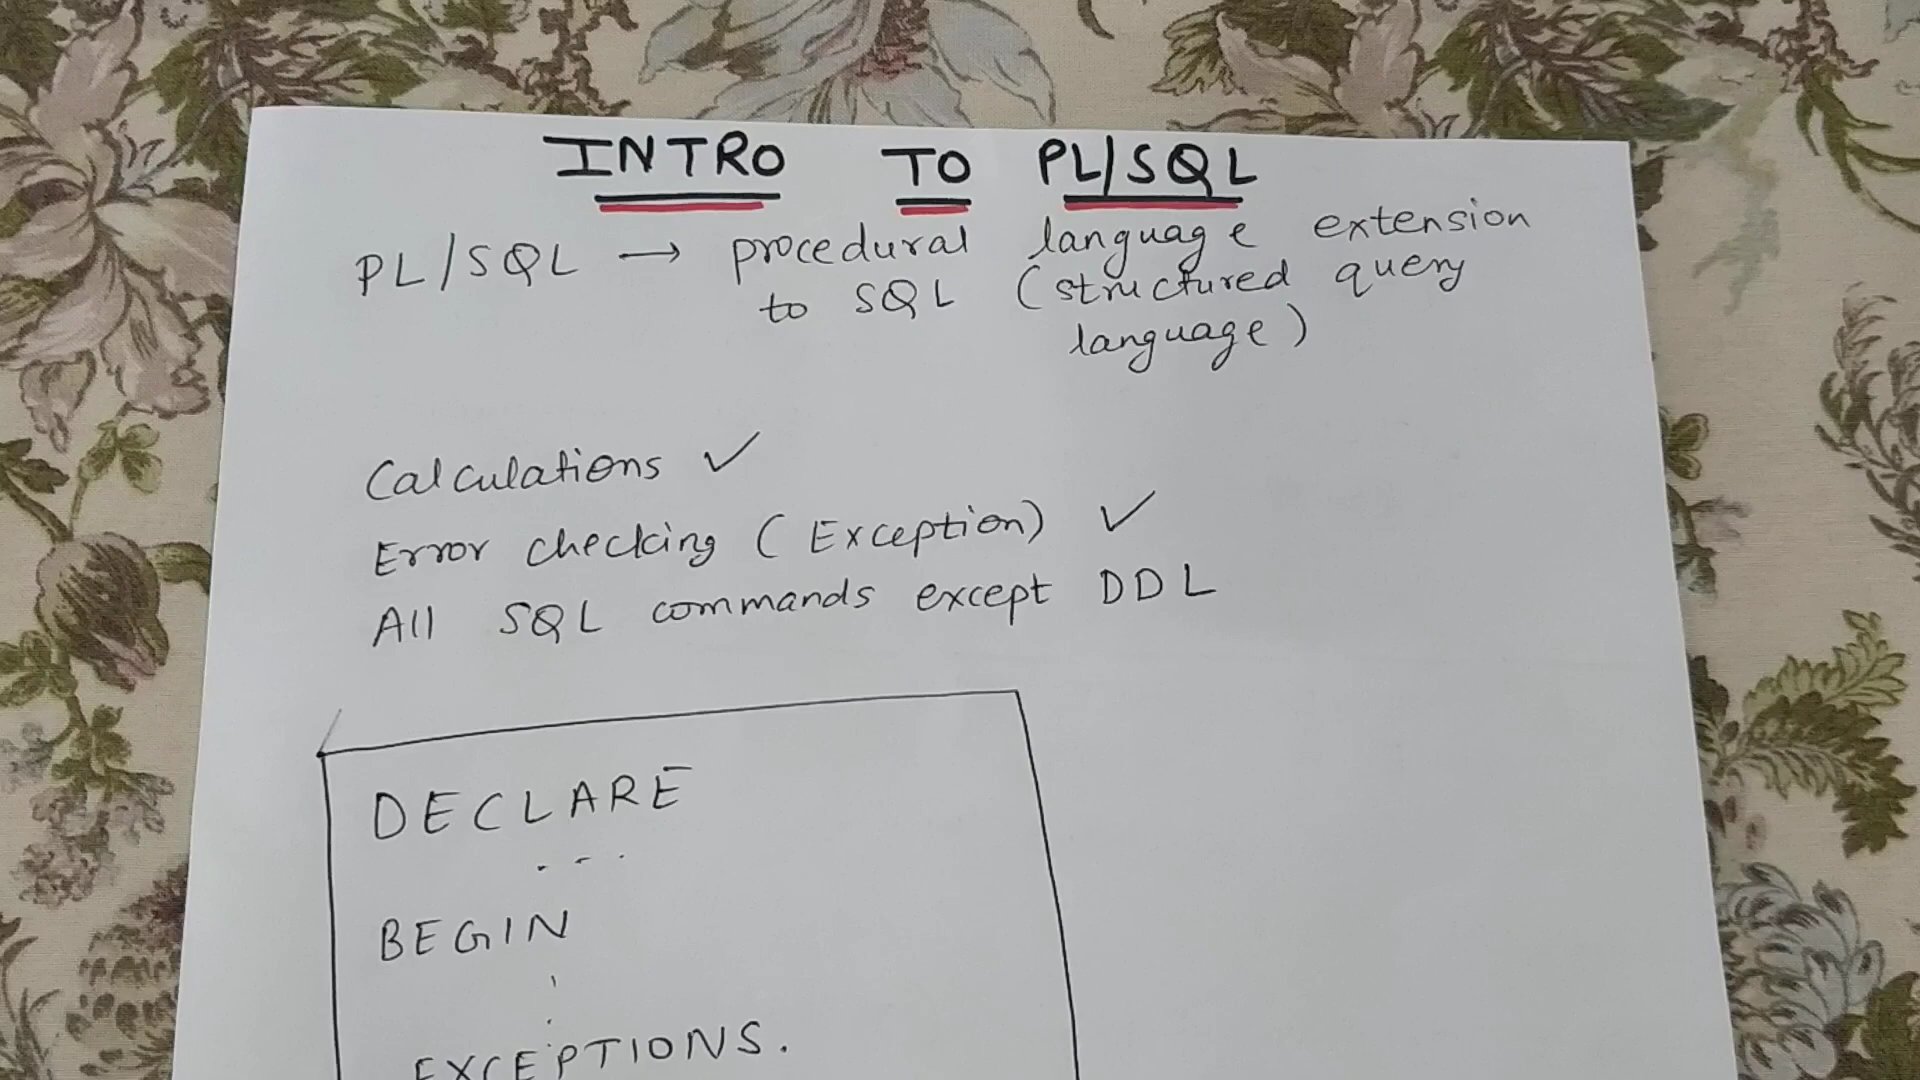 INTRO TO PL/SQL
PL/SQL → procedural language extension
to SQL (structured query
language)
Calculations ✓
Error checking (Exception) ✓
All SQL commands except DDL
DECLARE
...
BEGIN
EXCEPTIONS.